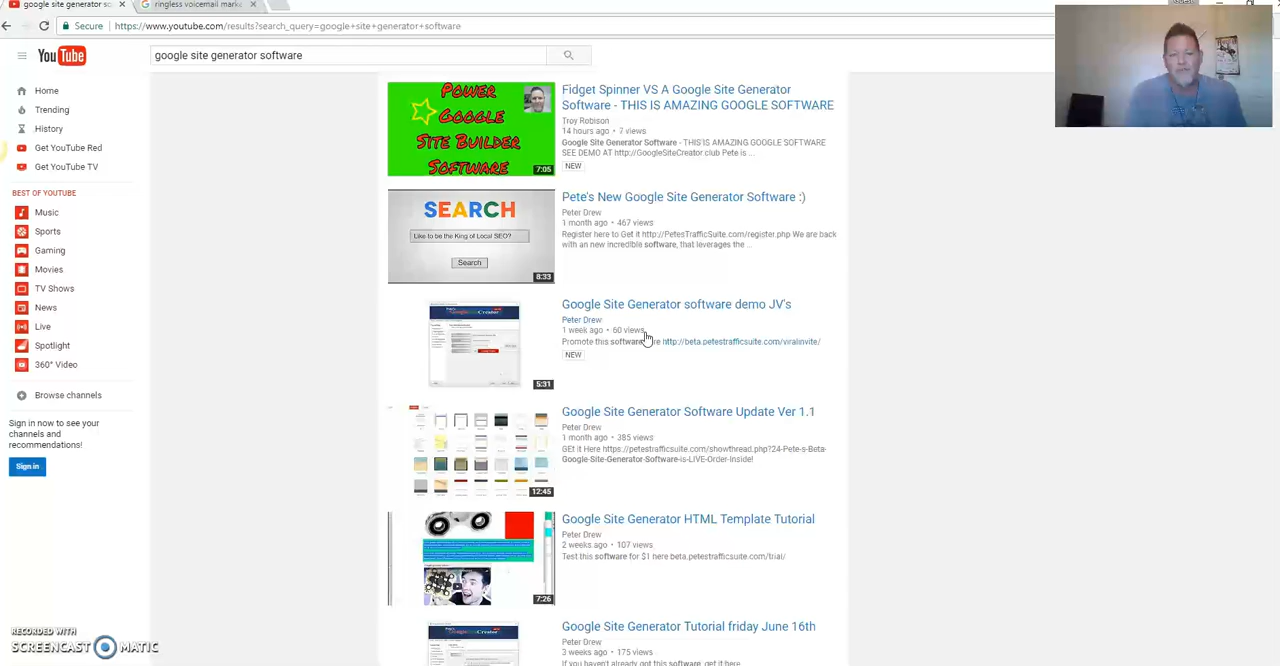 google site generator so
ringless voicemail marke
Secure
https://www.youtube.com/results?search_query=google+site+generator+software
YouTube
google site generator software
Home
Trending
History
Get YouTube Red
Get YouTube TV
BEST OF YOUTUBE
Music
Sports
Gaming
Movies
TV Shows
News
Live
Spotlight
360° Video
Browse channels
Sign in now to see your
channels and
recommendations!
Sign in
POWER
GOOGLE
SITE BUILDER
SOFTWARE
7:05
Fidget Spinner VS A Google Site Generator
Software - THIS IS AMAZING GOOGLE SOFTWARE
Troy Robison
14 hours ago • 7 views
Google Site Generator Software - THIS IS AMAZING GOOGLE SOFTWARE
SEE DEMO AT http://GoogleSiteCreator.club Pete is ...
NEW
SEARCH
Like to be the King of Local SEO?
Search
8:33
Pete's New Google Site Generator Software :)
Peter Drew
1 month ago • 467 views
Register here to Get it http://PetesTrafficSuite.com/register.php We are back
with an new incredible software, that leverages the ...
5:31
Google Site Generator software demo JV's
Peter Drew
1 week ago • 60 views
Promote this software http://beta.petestrafficsuite.com/viralinvite/
NEW
12:45
Google Site Generator Software Update Ver 1.1
Peter Drew
1 month ago • 385 views
GEt it Here https://petestrafficsuite.com/showthread.php?24-Pete-s-Beta-
Google-Site-Generator-Software-is-LIVE-Order-Inside!
7:26
Google Site Generator HTML Template Tutorial
Peter Drew
2 weeks ago • 107 views
Test this software for $1 here beta.petestrafficsuite.com/trial/
Google Site Generator Tutorial friday June 16th
Peter Drew
3 weeks ago • 175 views
If you haven't already got this software, get it here
RECORDED WITH
SCREENCAST MATIC